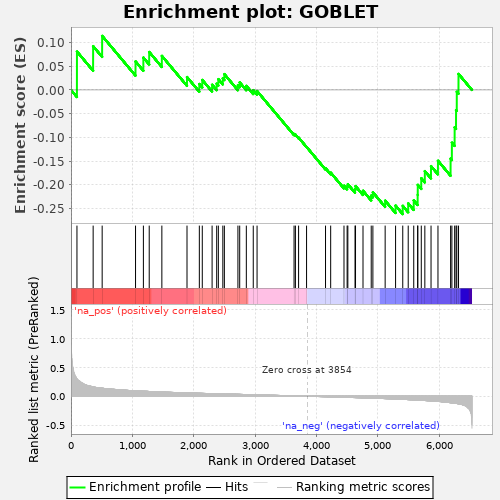 Enrichment plot: GOBLET
Enrichment score (ES)
0.10
0.05
0.00
-0.05
-0.10
-0.15
-0.20
-0.25
'na_pos' (positively correlated)
Ranked list metric (PreRanked)
1.5
1.0
0.5
0.0
-0.5
Zero cross at 3854
'na_neg' (negatively correlated)
0 1,000 2,000 3,000 4,000 5,000 6,000
Rank in Ordered Dataset
Enrichment profile Hits Ranking metric scores